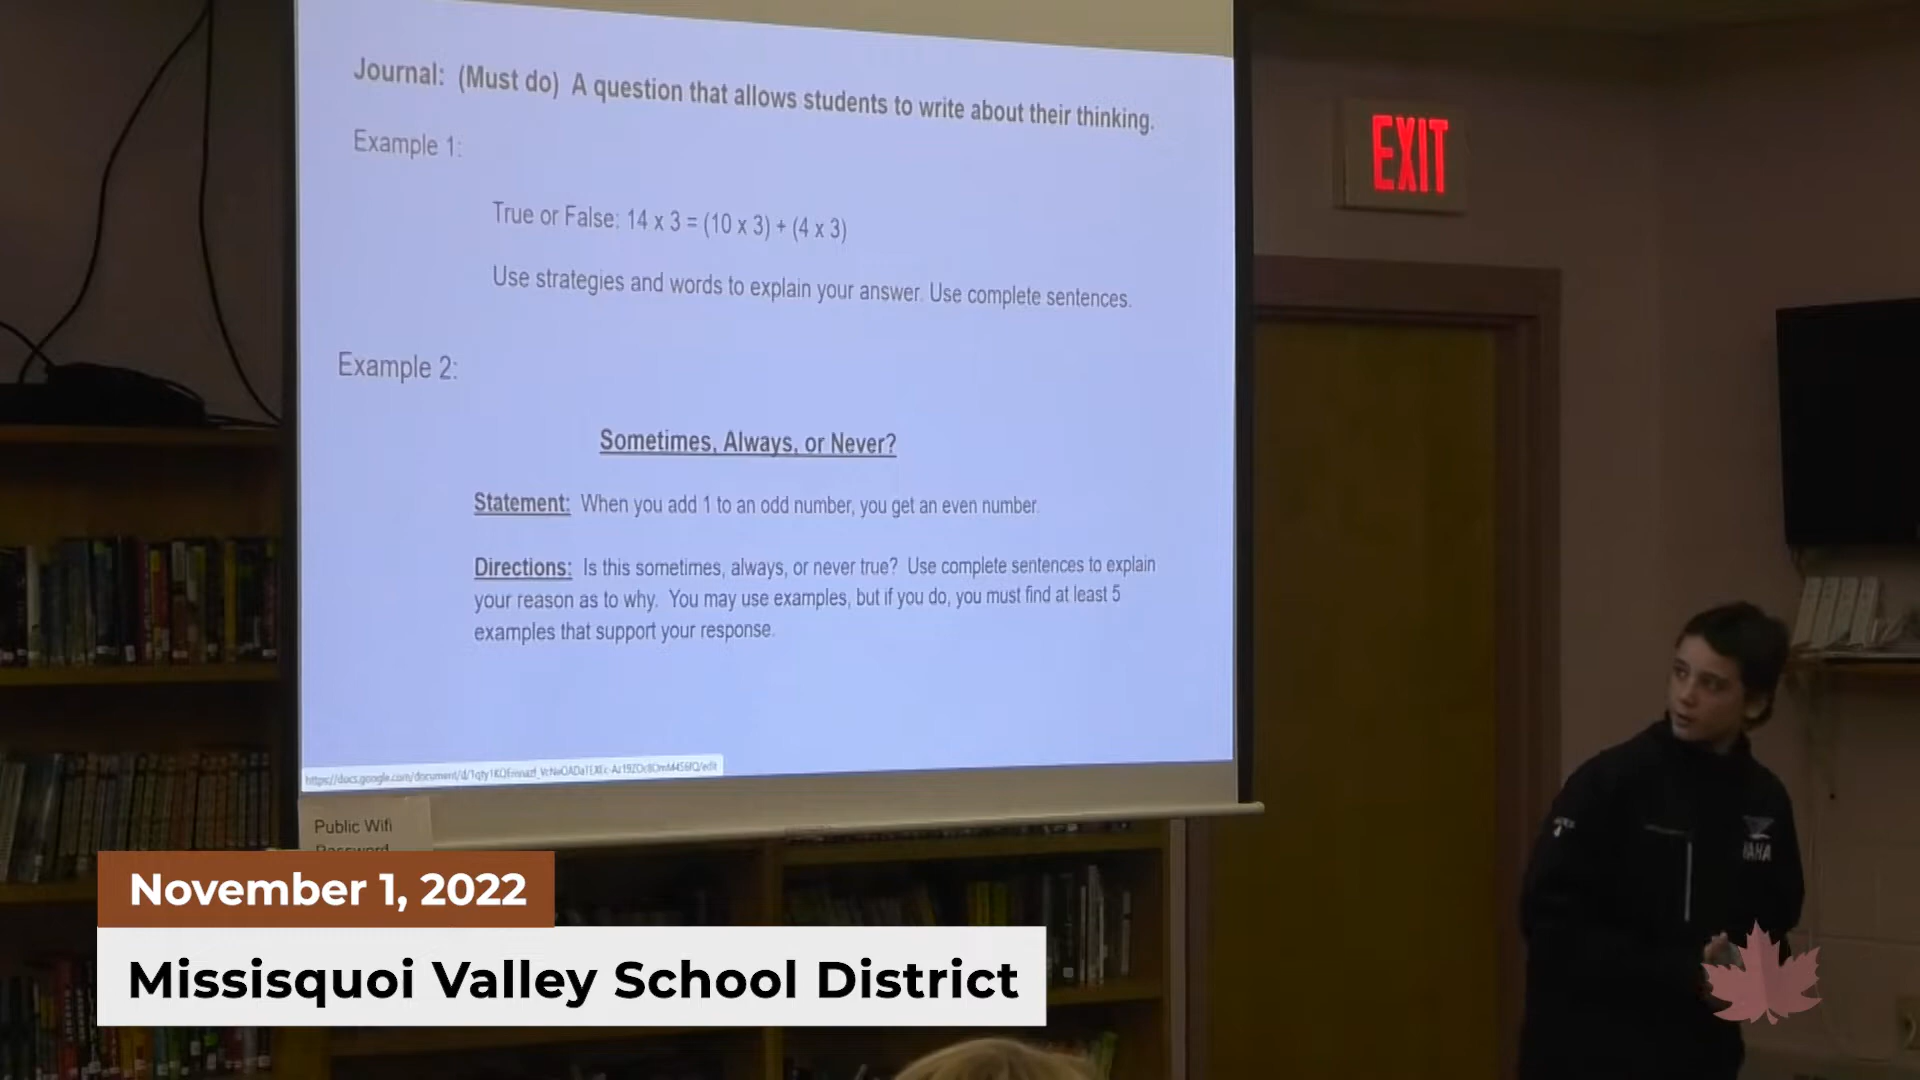 Journal: (Must do) A question that allows students to write about their thinking.
Example 1:
True or False: 14 x 3 = (10 x 3) + (4 x 3)
Use strategies and words to explain your answer. Use complete sentences.
Example 2:
Sometimes, Always, or Never?
Statement: When you add 1 to an odd number, you get an even number.
Directions: Is this sometimes, always, or never true? Use complete sentences to explain
your reason as to why. You may use examples, but if you do, you must find at least 5
examples that support your response.
EXIT
Public Wifi
Password
November 1, 2022
Missisquoi Valley School District